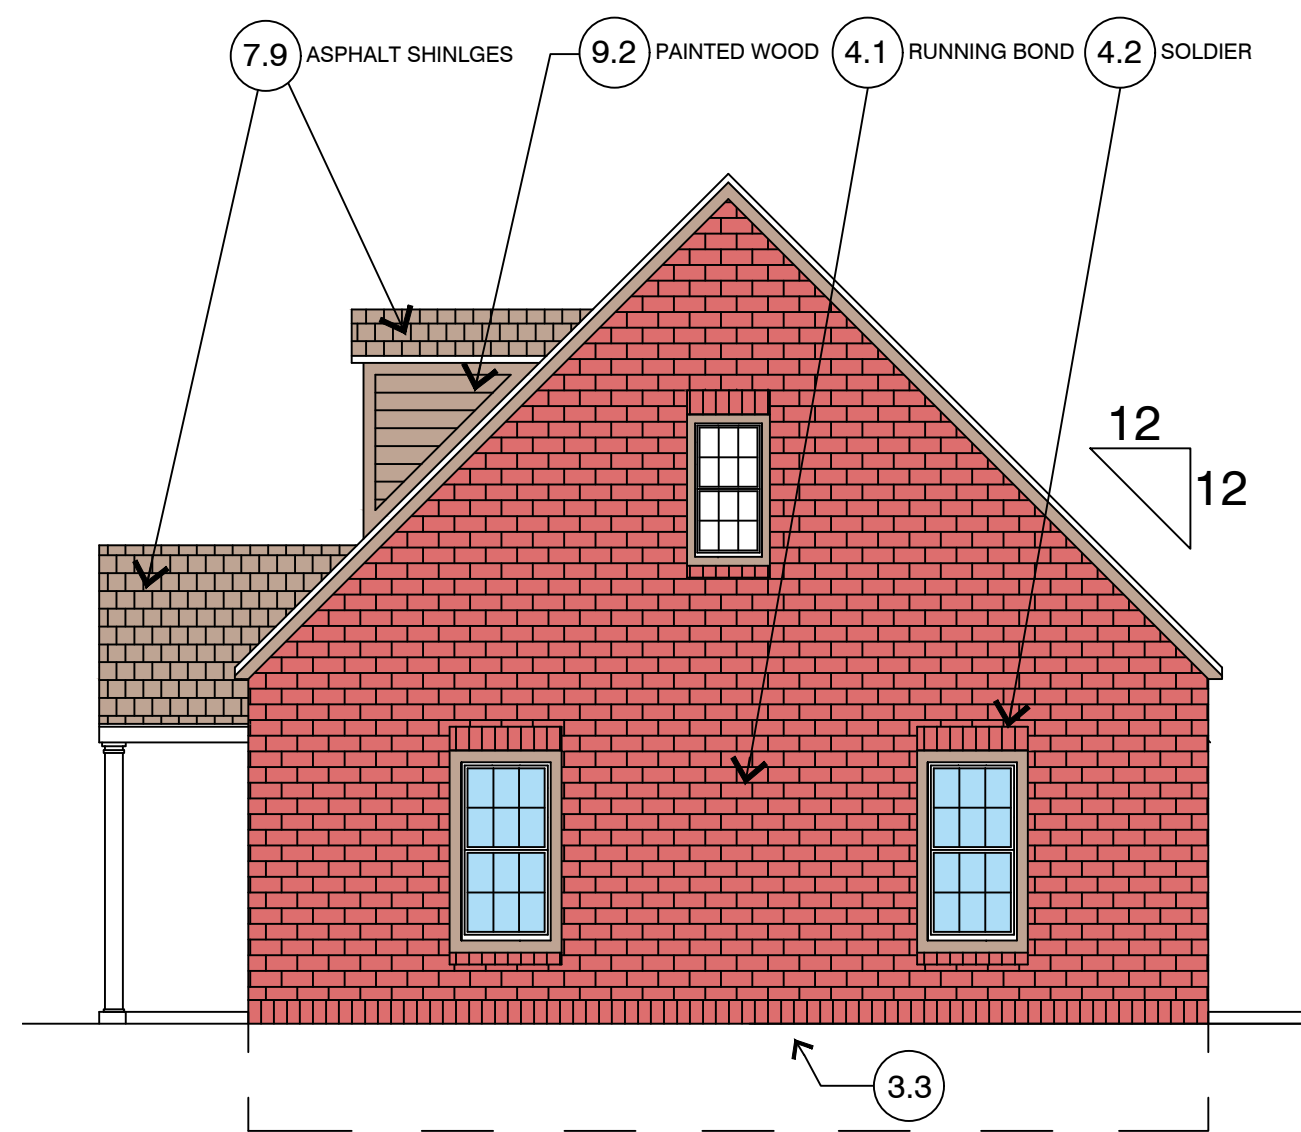 7.9 ASPHALT SHINLGES
9.2 PAINTED WOOD
4.1 RUNNING BOND
4.2 SOLDIER
12
12
3.3